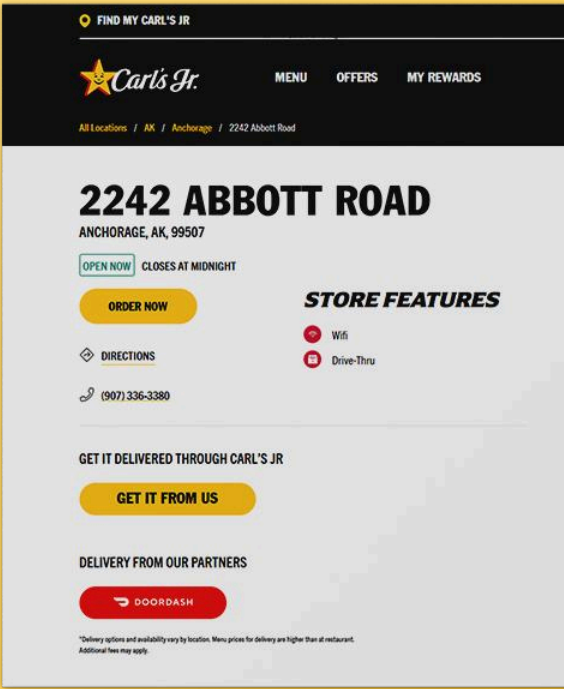 FIND MY CARL'S JR
Carl's Jr.
MENU OFFERS MY REWARDS
All Locations / AK / Anchorage / 2242 Abbott Road
2242 ABBOTT ROAD
ANCHORAGE, AK, 99507
OPEN NOW CLOSES AT MIDNIGHT
ORDER NOW
STORE FEATURES
Wifi
DIRECTIONS
Drive-Thru
(907) 336-3380
GET IT DELIVERED THROUGH CARL'S JR
GET IT FROM US
DELIVERY FROM OUR PARTNERS
DOORDASH
*Delivery options and availability vary by location. Menu prices for delivery are higher than at restaurant.
Additional fees may apply.